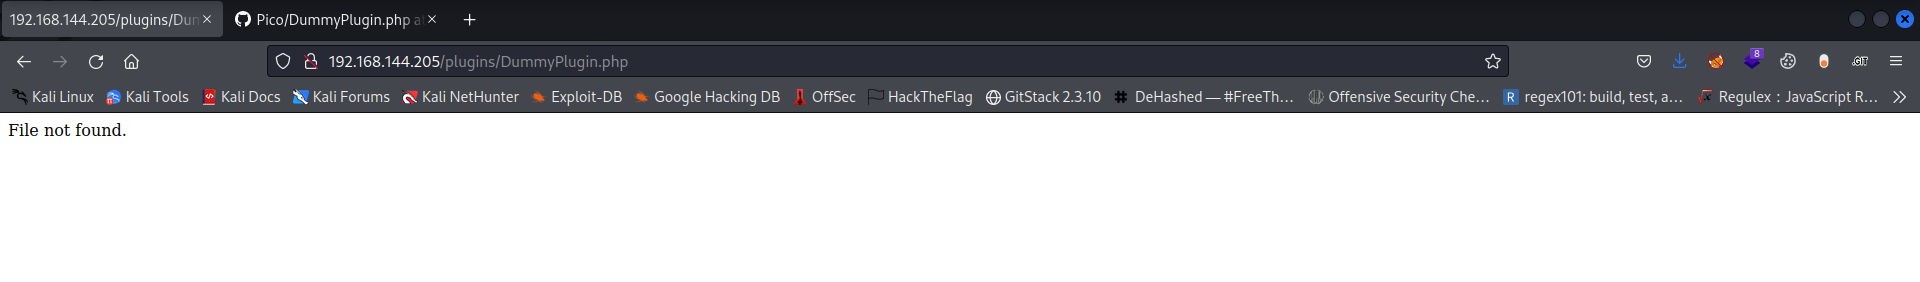 192.168.144.205/plugins/Dun
Pico/DummyPlugin.php a
192.168.144.205/plugins/DummyPlugin.php
8
.GIT
Kali Linux Kali Tools Kali Docs Kali Forums Kali NetHunter Exploit-DB Google Hacking DB OffSec HackTheFlag GitStack 2.3.10 DeHashed — #FreeTh... Offensive Security Che... R regex101: build, test, a... Regulex : JavaScript R...
File not found.